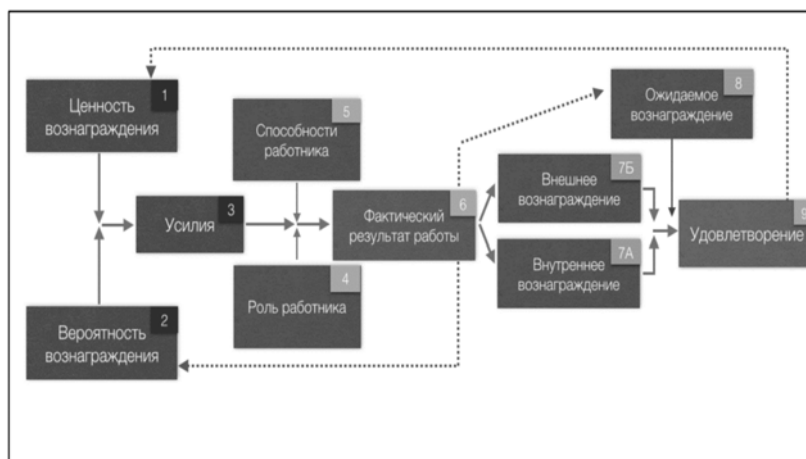 1
Ценность
вознаграждения
2
Вероятность
вознаграждения
3
Усилия
5
Способности
работника
4
Роль работника
6
Фактический
результат работы
7Б
Внешнее
вознаграждение
7А
Внутреннее
вознаграждение
8
Ожидаемое
вознаграждение
9
Удовлетворение